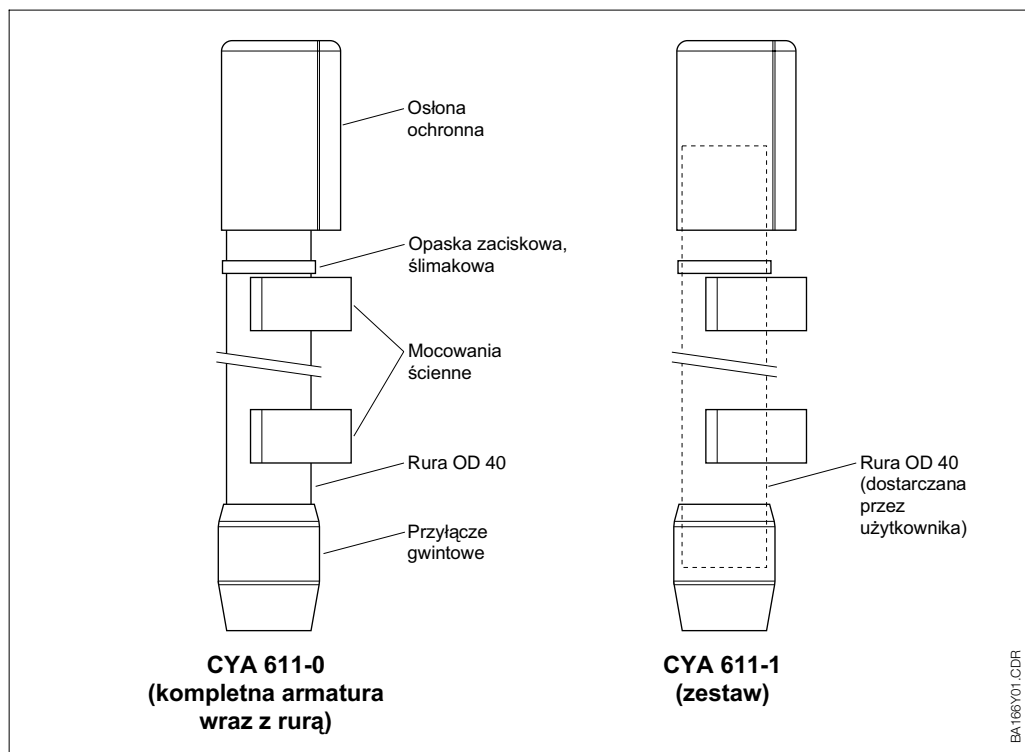 Osłona
ochronna
Opaska zaciskowa,
ślimakowa
Mocowania
ścienne
Rura OD 40
Przyłącze
gwintowe
CYA 611-0
(kompletna armatura
wraz z rurą)
Rura OD 40
(dostarczana
przez
użytkownika)
CYA 611-1
(zestaw)
BA166Y01.CDR